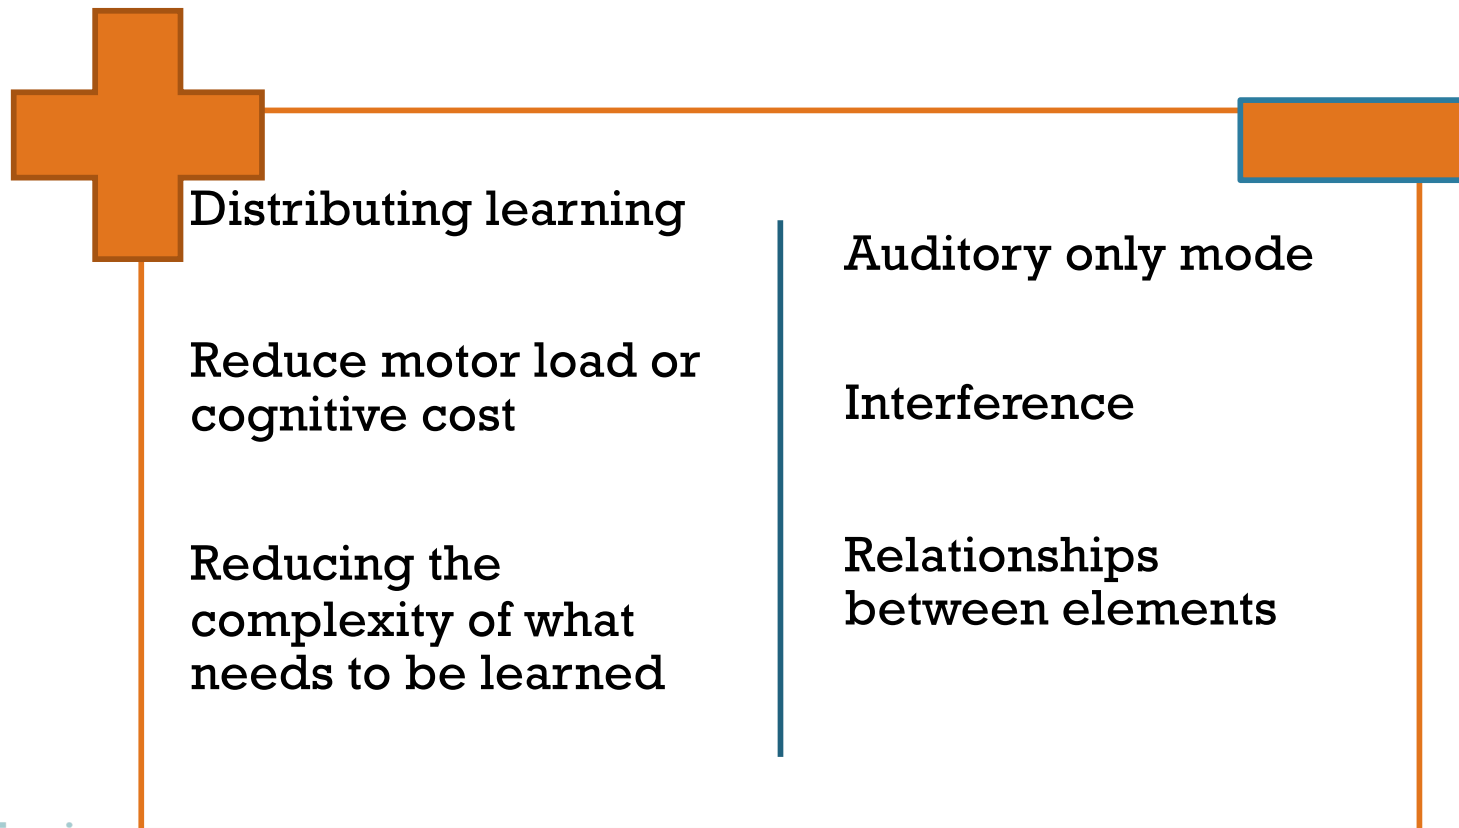 Distributing learning
Reduce motor load or
cognitive cost
Reducing the
complexity of what
needs to be learned
Auditory only mode
Interference
Relationships
between elements